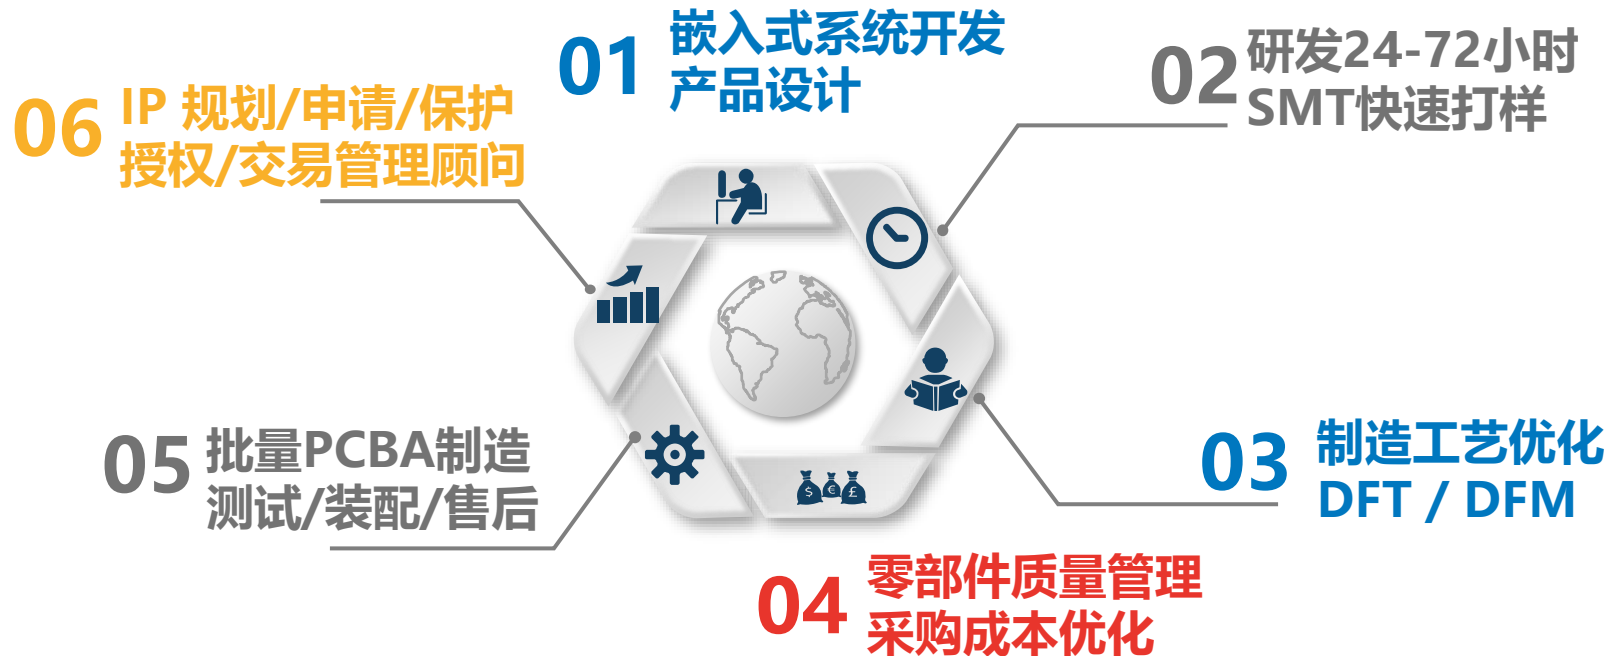 01
嵌入式系统开发
产品设计
02
研发24-72小时
SMT快速打样
03
制造工艺优化
DFT / DFM
04
零部件质量管理
采购成本优化
05
批量PCBA制造
测试/装配/售后
06
IP 规划/申请/保护
授权/交易管理顾问
$
€
£